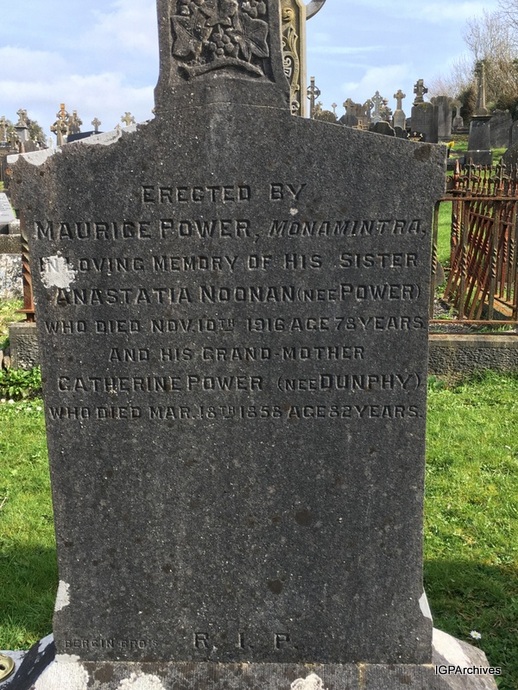 ERECTED BY
MAURICE POWER, MONAMINTRA.
IN LOVING MEMORY OF HIS SISTER
ANASTATIA NOONAN (NEE POWER)
WHO DIED NOV. 10TH 1916 AGE 78 YEARS.
AND HIS GRAND-MOTHER
CATHERINE POWER (NEE DUNPHY)
WHO DIED MAR. 18TH 1858 AGE 82 YEARS.
R. I. P.
IGPArchives